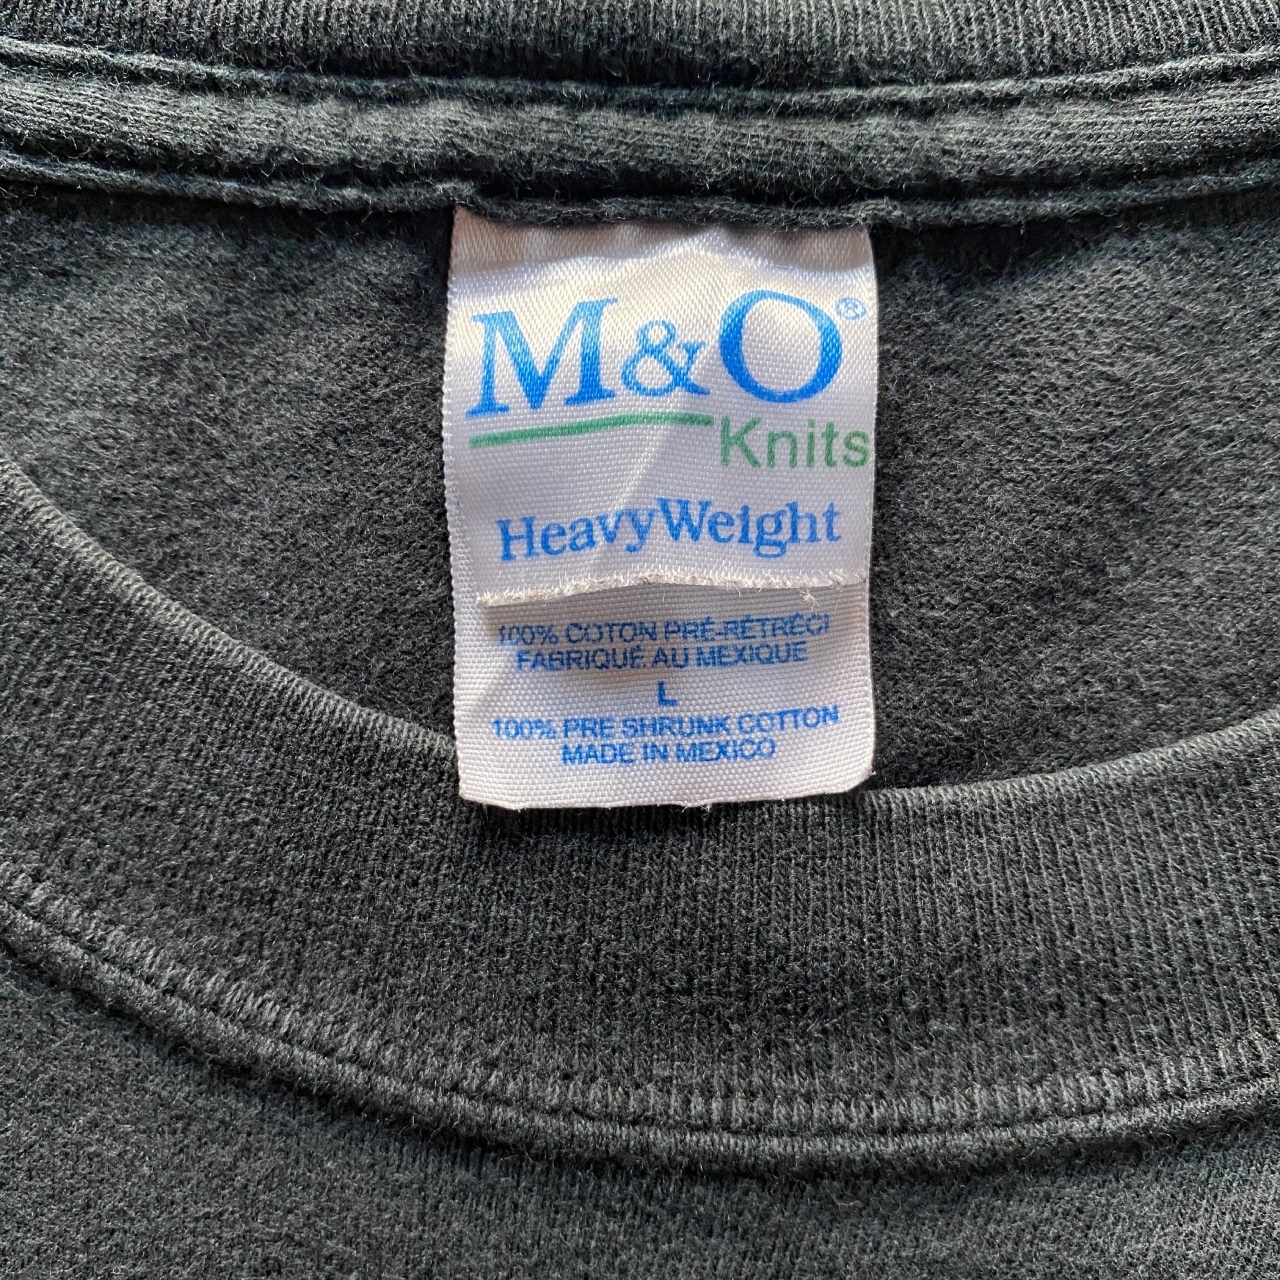 M&O®
Knits
HeavyWeight
100% COTON PRÉ-RÉTRÉCI
FABRIQUÉ AU MEXIQUE
L
100% PRE SHRUNK COTTON
MADE IN MEXICO